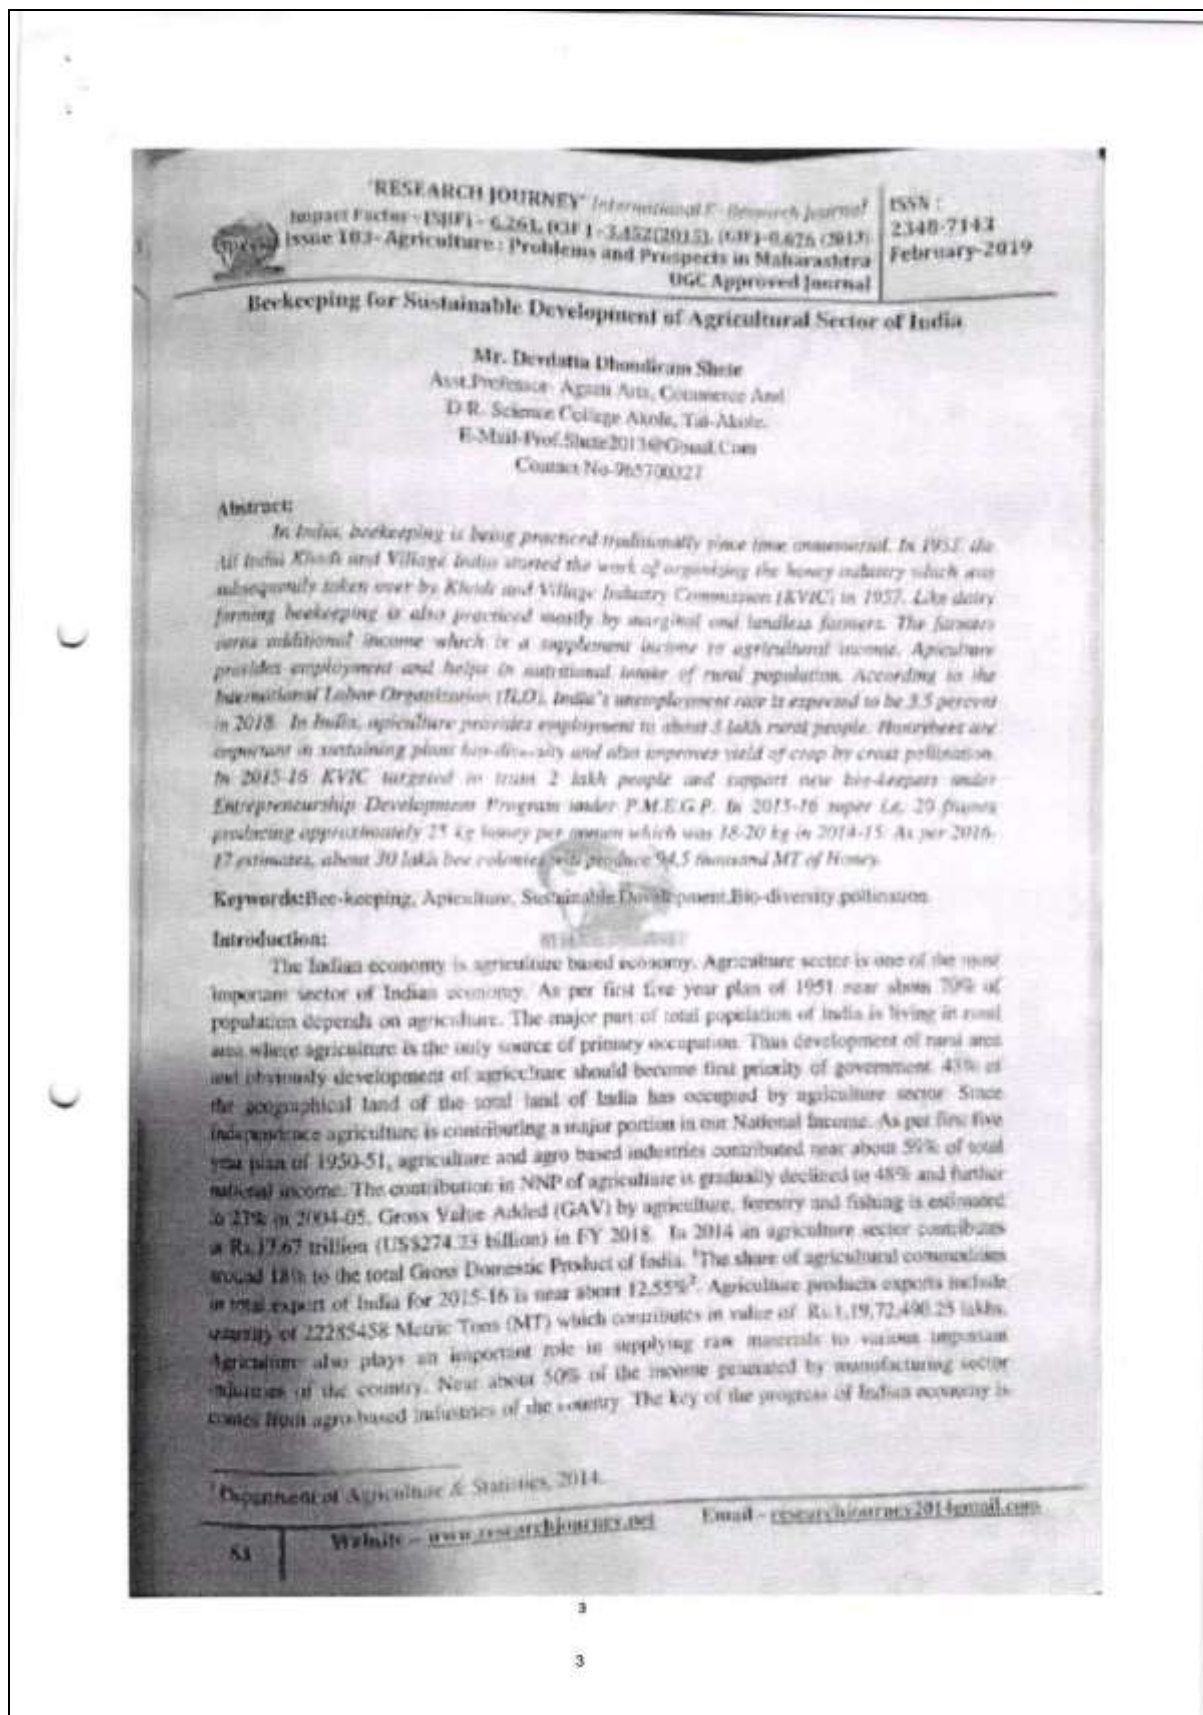 'RESEARCH JOURNEY' International E- Research Journal
Impact Factor - (SJIF) - 6.261, (CIF) - 3.452(2015), (GIF)-0.676 (2013)
Issue 103- Agriculture : Problems and Prospects in Maharashtra
UGC Approved Journal
ISSN :
2348-7143
February-2019
Beekeeping for Sustainable Development of Agricultural Sector of India
Mr. Devdatta Dhondiram Shete
Asst.Professor- Agasti Arts, Commerce And
D.R. Science College Akole, Tal-Akole.
E-Mail-Prof.Shete2013@Gmail.Com
Contact No-965700327
Abstract:
In India, beekeeping is being practiced traditionally since time immemorial. In the
All India Khadi and Village India started the work of organizing the honey industry which was
subsequently taken over by Khadi and Village Industry Commission (KVIC) in 1957. Like dairy
farming beekeeping is also practiced mostly by marginal and landless farmers. The farmers
earns additional income which is a supplement income to agricultural income. Apiculture
provides employment and helps in nutritional intake of rural population. According to the
International Labor Organization (ILO), India's unemployment rate is expected to be 3.5 percent
in 2018. In India, apiculture provides employment to about lakh rural people. Honeybees are
important in sustaining plant bio-diversity and also improves yield of crop by cross pollination.
In 2015-16 KVIC targeted to train 2 lakh people and support new bee-keepers under
Entrepreneurship Development Program under P.M.E.G.P. In 2015-16 super i.e. 20 frames
producing approximately 25 kg honey per annum which was 18-20 kg in 2014-15. As per 2016-
17 estimates, about 30 lakh bee colonies will produce 94.5 thousand MT of Honey.
Keywords:Bee-keeping, Apiculture, Sustainable Development,Bio-diversity,pollination
Introduction:
The Indian economy is agriculture based economy. Agriculture sector is one of the most
important sector of Indian economy. As per first five year plan of 1951 near about 70% of
population depends on agriculture. The major part of total population of India is living in rural
area where agriculture is the only source of primary occupation. Thus development of rural area
and obviously development of agriculture should become first priority of government. 43% of
the geographical land of the total land of India has occupied by agriculture sector. Since
independence agriculture is contributing a major portion in our National Income. As per first five
year plan of 1950-51, agriculture and agro based industries contributed near about 59% of total
national income. The contribution in NNP of agriculture is gradually declined to 48% and further
to 27% in 2004-05. Gross Value Added (GAV) by agriculture, forestry and fishing is estimated
at Rs.17.67 trillion (US$274.23 billion) in FY 2018. In 2014 an agriculture sector contributes
around 18% to the total Gross Domestic Product of India. ¹The share of agricultural commodities
in total export of India for 2015-16 is near about 12.55%². Agriculture products exports include
quantity of 22285458 Metric Tons (MT) which contributes in value of Rs.1,19,72,490.25 lakhs.
Agriculture also plays an important role in supplying raw materials to various important
industries of the country. Near about 50% of the income generated by manufacturing sector
comes from agro-based industries of the country. The key of the progress of Indian economy is
¹ Department of Agriculture & Statistics, 2014.
Website – www.researchjourney.net Email - researchjourney2014gmail.com
3
3